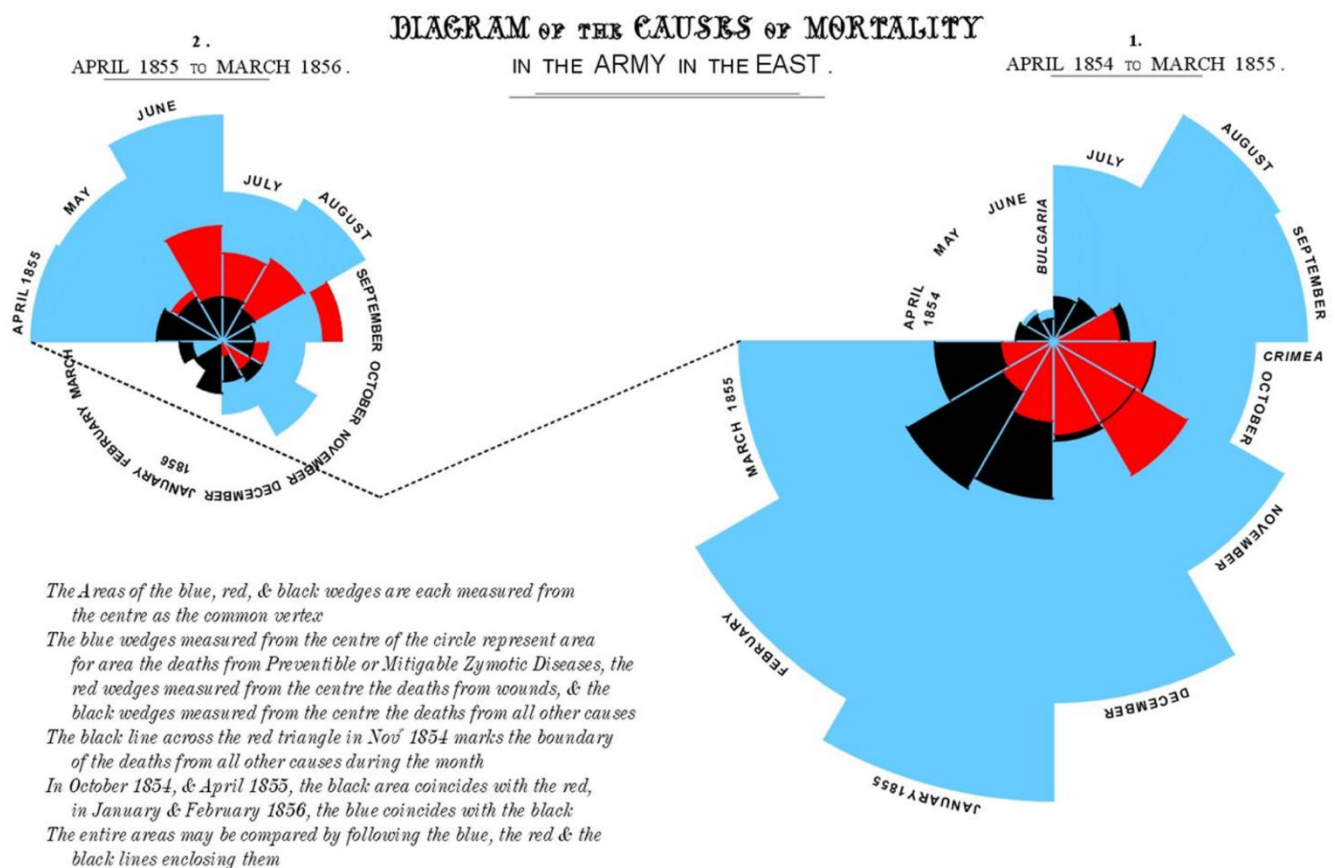 DIAGRAM OF THE CAUSES OF MORTALITY
IN THE ARMY IN THE EAST.
2.
APRIL 1855 TO MARCH 1856.
1.
APRIL 1854 TO MARCH 1855.
APRIL 1855
MAY
JUNE
JULY
AUGUST
SEPTEMBER
OCTOBER
NOVEMBER
DECEMBER
JANUARY
1856
FEBRUARY
MARCH
APRIL
1854
MAY
JUNE
BULGARIA
JULY
AUGUST
SEPTEMBER
CRIMEA
OCTOBER
NOVEMBER
DECEMBER
JANUARY 1855
FEBRUARY
MARCH 1855
The Areas of the blue, red, & black wedges are each measured from
the centre as the common vertex
The blue wedges measured from the centre of the circle represent area
for area the deaths from Preventible or Mitigable Zymotic Diseases, the
red wedges measured from the centre the deaths from wounds, & the
black wedges measured from the centre the deaths from all other causes
The black line across the red triangle in Nov' 1854 marks the boundary
of the deaths from all other causes during the month
In October 1854, & April 1855, the black area coincides with the red,
in January & February 1856, the blue coincides with the black
The entire areas may be compared by following the blue, the red & the
black lines enclosing them